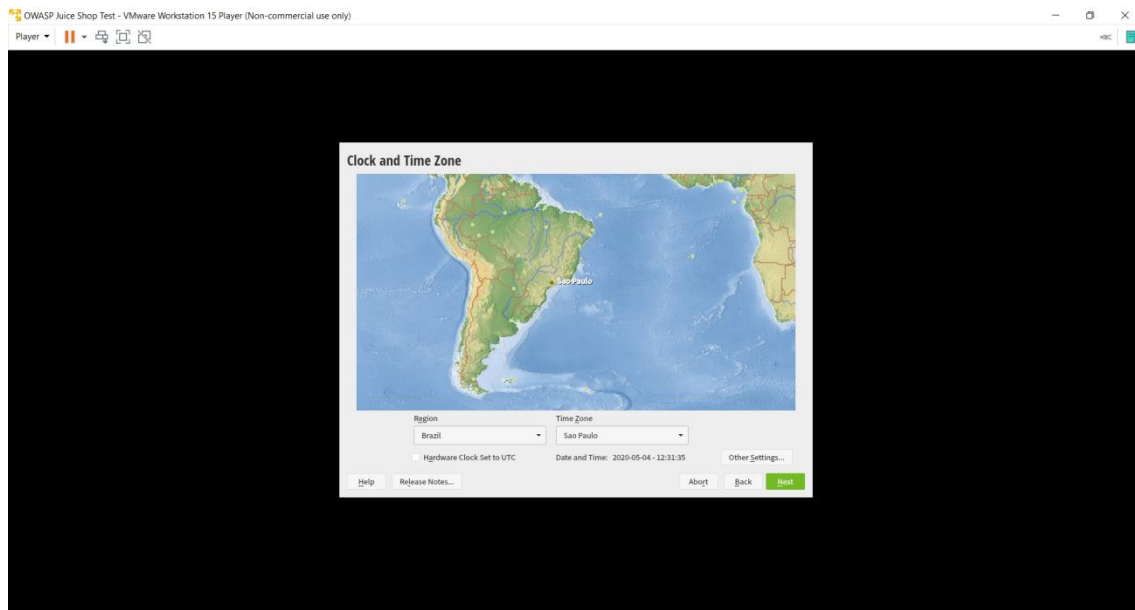 OWASP Juice Shop Test - VMware Workstation 15 Player (Non-commercial use only)
Player
Clock and Time Zone
Sao Paulo
Region
Time Zone
Brazil
Sao Paulo
Hardware Clock Set to UTC
Date and Time: 2020-05-04 - 12:31:35
Other Settings...
Help
Release Notes...
Abort
Back
Next